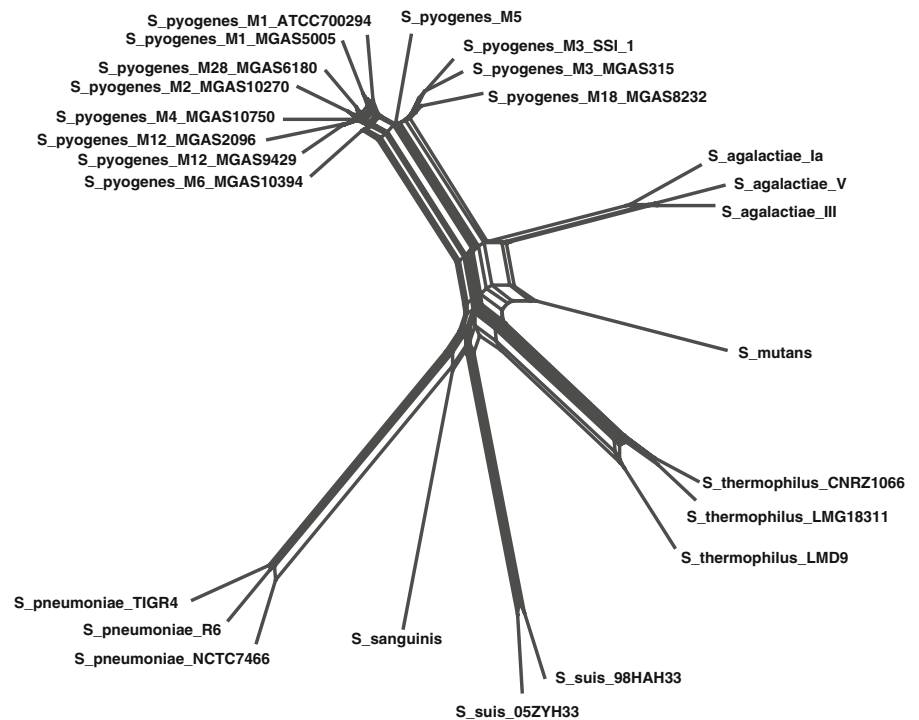 S_pyogenes_M1_ATCC700294
S_pyogenes_M5
S_pyogenes_M1_MGAS5005
S_pyogenes_M3_SSI_1
S_pyogenes_M28_MGAS6180
S_pyogenes_M3_MGAS315
S_pyogenes_M2_MGAS10270
S_pyogenes_M18_MGAS8232
S_pyogenes_M4_MGAS10750
S_pyogenes_M12_MGAS2096
S_pyogenes_M12_MGAS9429
S_pyogenes_M6_MGAS10394
S_agalactiae_Ia
S_agalactiae_V
S_agalactiae_III
S_mutans
S_thermophilus_CNRZ1066
S_thermophilus_LMG18311
S_thermophilus_LMD9
S_pneumoniae_TIGR4
S_pneumoniae_R6
S_sanguinis
S_pneumoniae_NCTC7466
S_suis_98HAH33
S_suis_05ZYH33